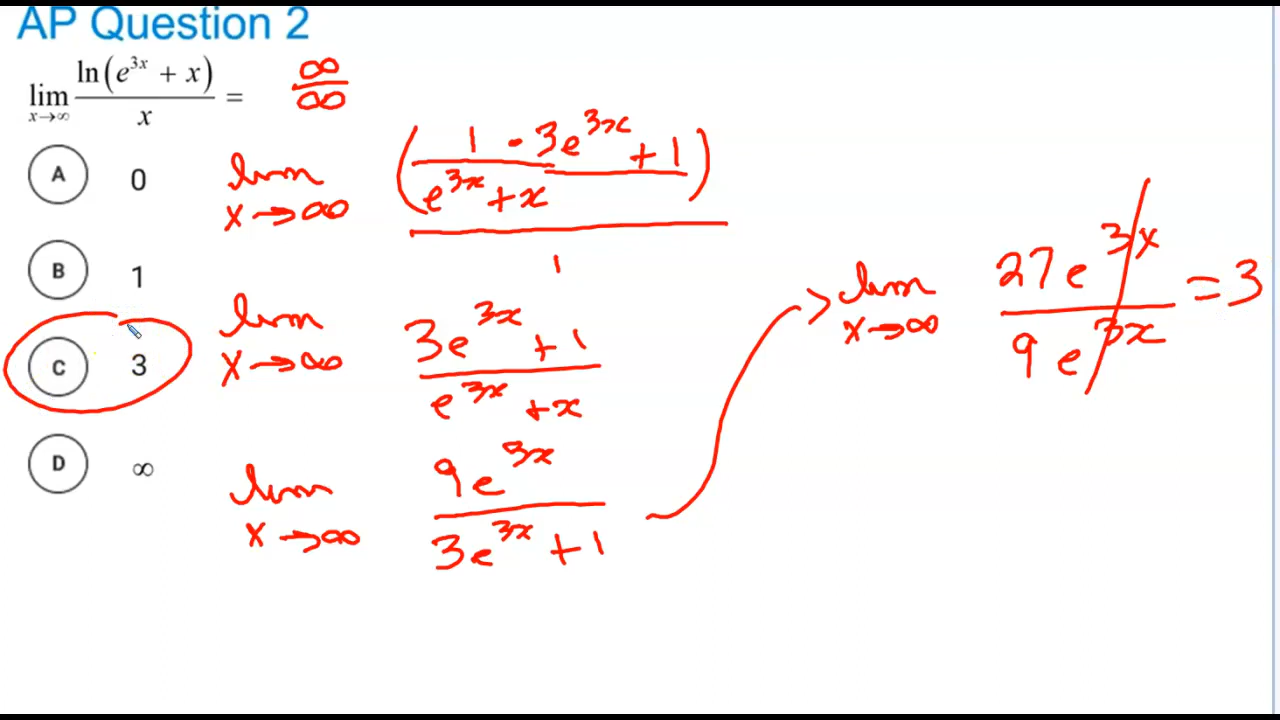 AP Question 2
lim x→∞ ln(e^{3x} + x) / x = ∞/∞
A 0
B 1
C 3
D ∞
lim x→∞ (1/(e^{3x}+x) · 3e^{3x}+1) / 1
lim x→∞ (3e^{3x}+1) / (e^{3x}+x)
lim x→∞ 9e^{3x} / (3e^{3x}+1)
lim x→∞ 27e^{3x} / 9e^{3x} = 3